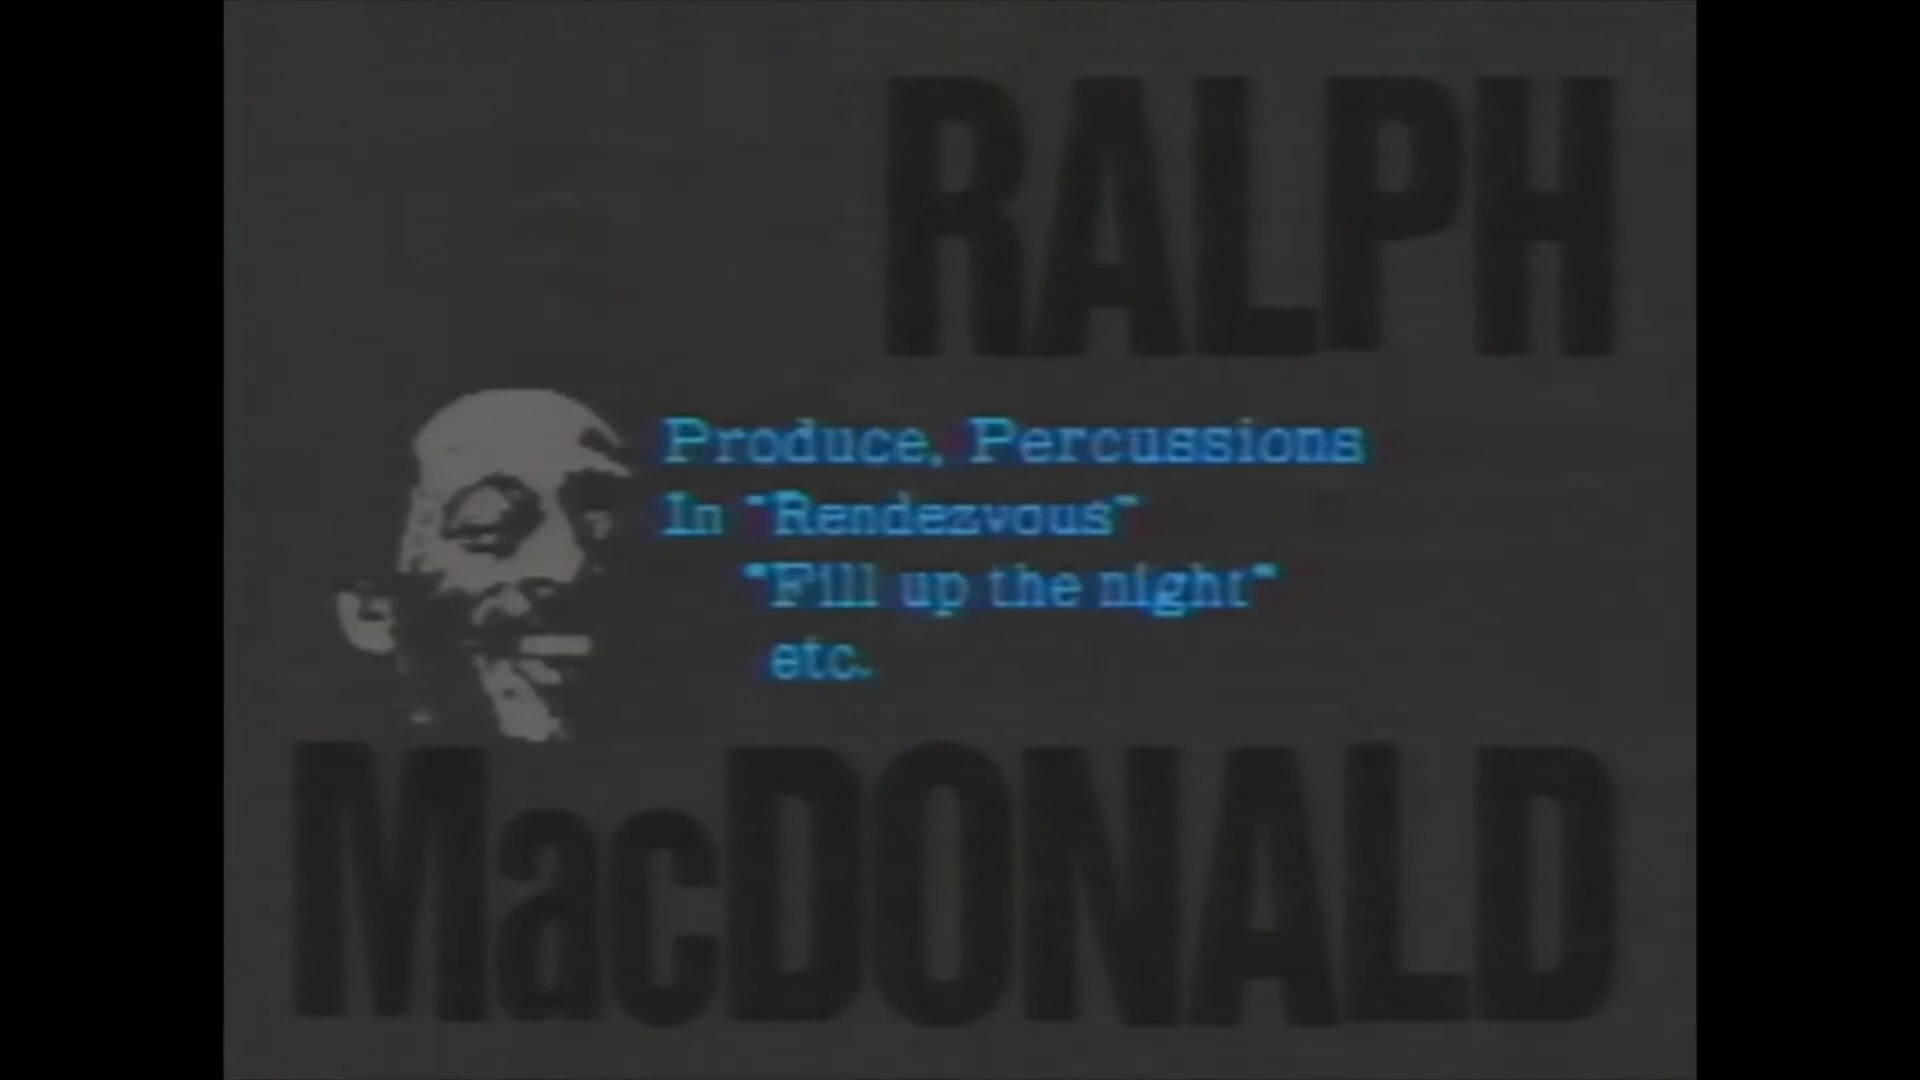 RALPH
Produce, Percussions
In "Rendezvous"
"Fill up the night"
etc.
MacDONALD